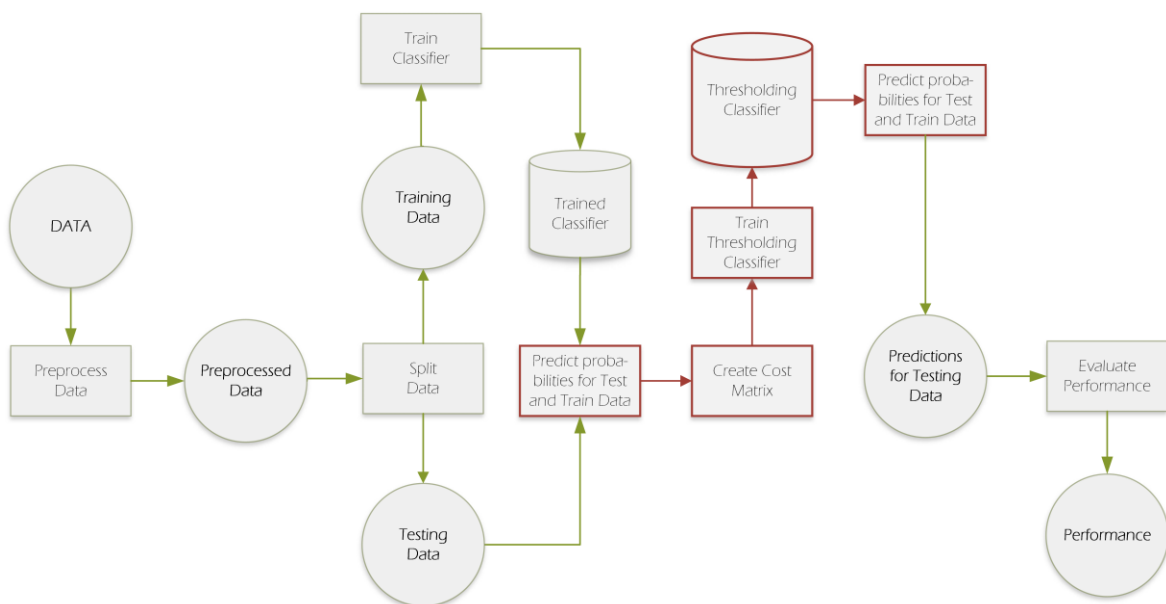 Train
Classifier
Thresholding
Classifier
Predict proba-
bilities for Test
and Train Data
DATA
Training
Data
Trained
Classifier
Train
Thresholding
Classifier
Preprocess
Data
Preprocessed
Data
Split
Data
Predict proba-
bilities for Test
and Train Data
Create Cost
Matrix
Predictions
for Testing
Data
Evaluate
Performance
Testing
Data
Performance